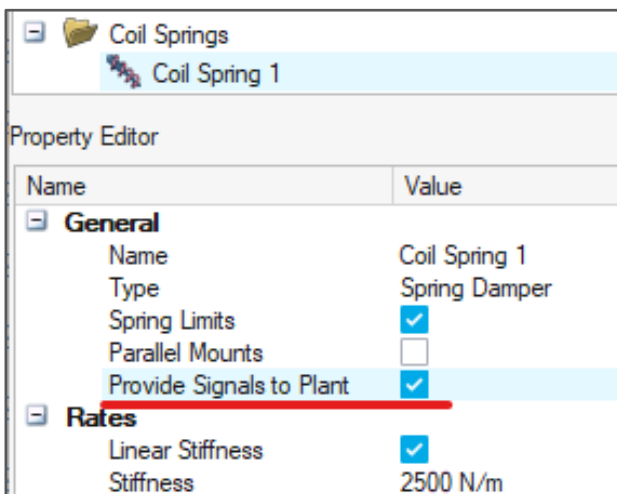 Coil Springs
Coil Spring 1
Property Editor
Name Value
General
Name Coil Spring 1
Type Spring Damper
Spring Limits
Parallel Mounts
Provide Signals to Plant
Rates
Linear Stiffness
Stiffness 2500 N/m